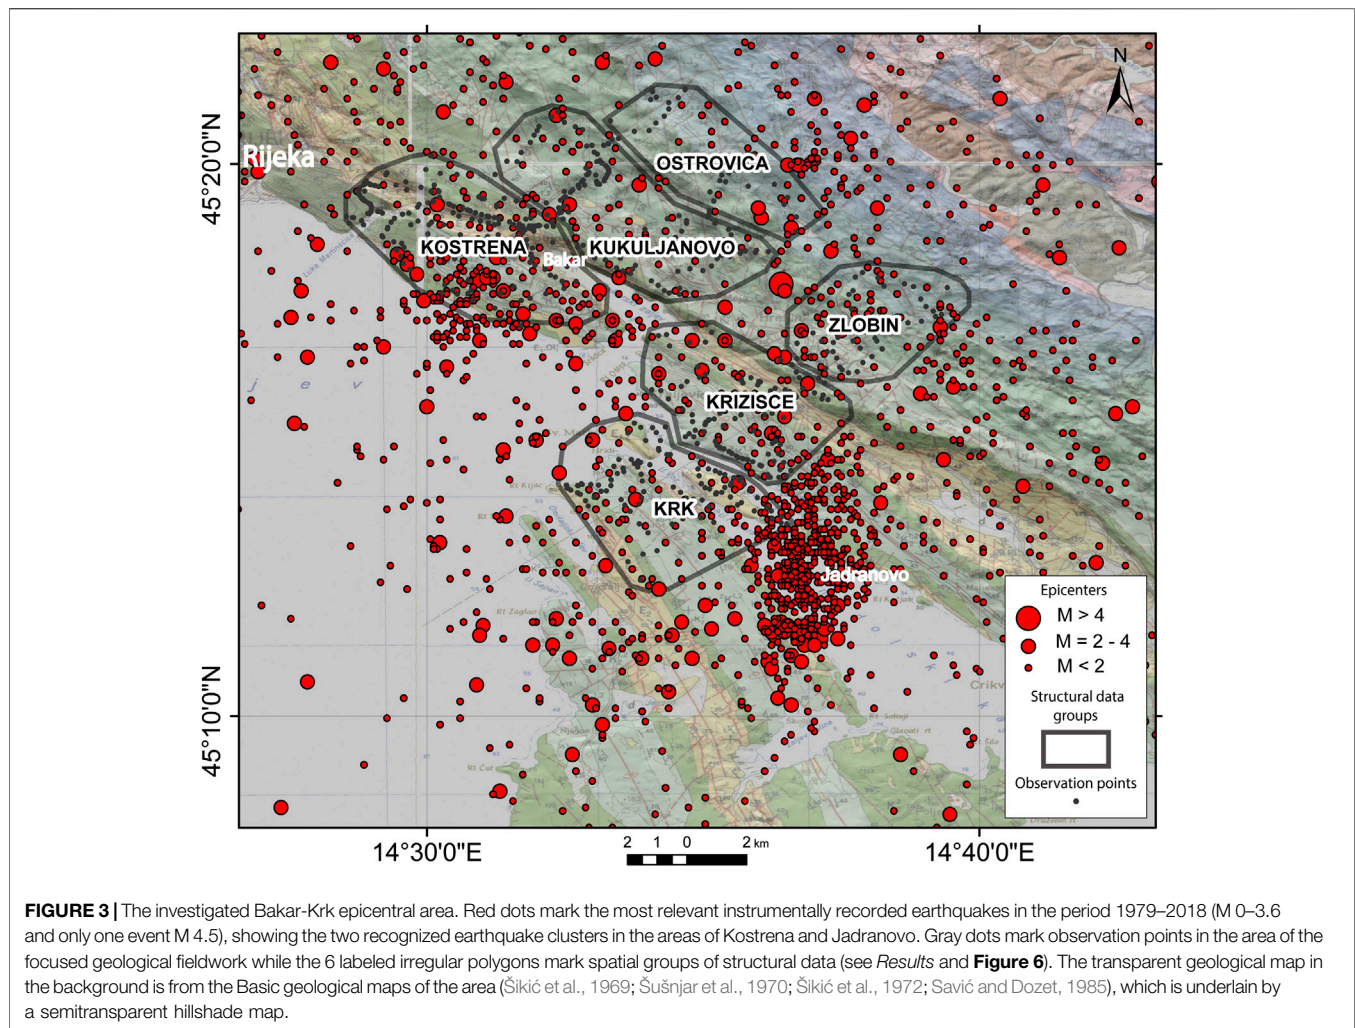 N
45°20'0"N
Rijeka
OSTROVICA
KOSTRENA
KUKULJANOVO
Bakar
ZLOBIN
j e v
KRIZISCE
Rt Kijac
KRK
Jadranovo
Rt Zaglav
Epicenters
M > 4
M = 2 - 4
M < 2
Structural data
groups
Observation points
45°10'0"N
Crikv
Šilo
14°30'0"E
2 1 0 2 km
14°40'0"E
FIGURE 3 | The investigated Bakar-Krk epicentral area. Red dots mark the most relevant instrumentally recorded earthquakes in the period 1979–2018 (M 0–3.6
and only one event M 4.5), showing the two recognized earthquake clusters in the areas of Kostrena and Jadranovo. Gray dots mark observation points in the area of the
focused geological fieldwork while the 6 labeled irregular polygons mark spatial groups of structural data (see Results and Figure 6). The transparent geological map in
the background is from the Basic geological maps of the area (Šikić et al., 1969; Šušnjar et al., 1970; Šikić et al., 1972; Savić and Dozet, 1985), which is underlain by
a semitransparent hillshade map.